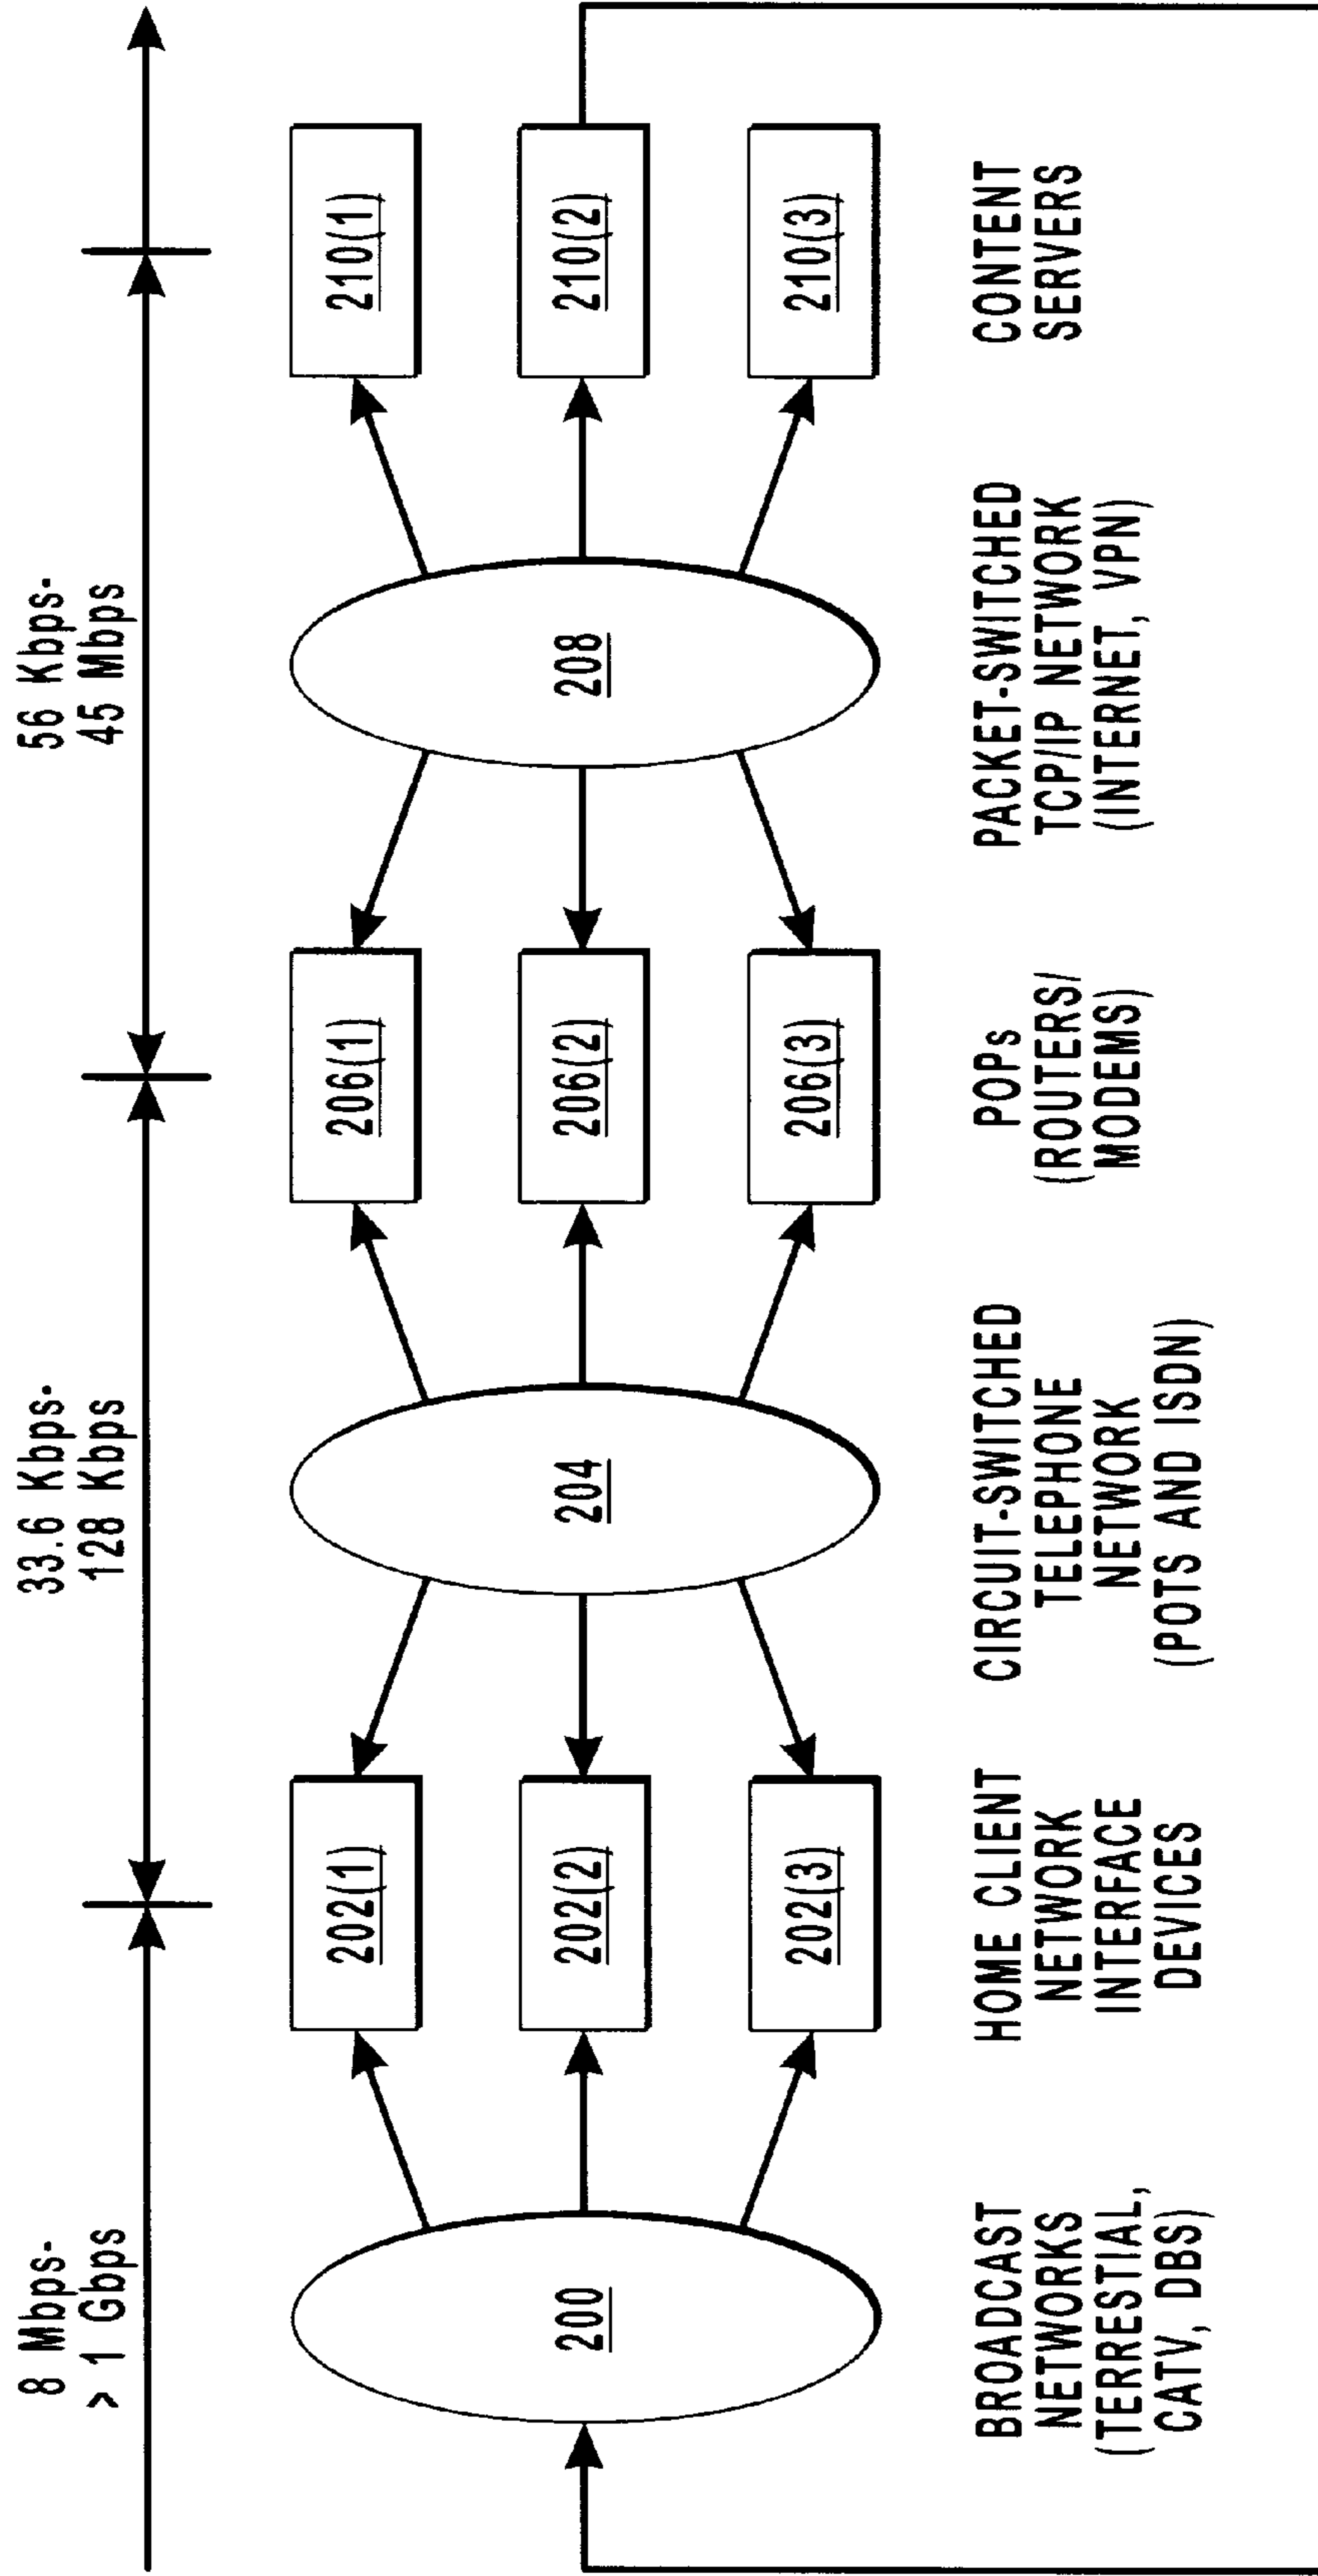 8 Mbps-
> 1 Gbps
33.6 Kbps-
128 Kbps
56 Kbps-
45 Mbps
200
202(1)
202(2)
202(3)
204
206(1)
206(2)
206(3)
208
210(1)
210(2)
210(3)
BROADCAST
NETWORKS
(TERRESTIAL,
CATV, DBS)
HOME CLIENT
NETWORK
INTERFACE
DEVICES
CIRCUIT-SWITCHED
TELEPHONE
NETWORK
(POTS AND ISDN)
POPs
(ROUTERS/
MODEMS)
PACKET-SWITCHED
TCP/IP NETWORK
(INTERNET, VPN)
CONTENT
SERVERS